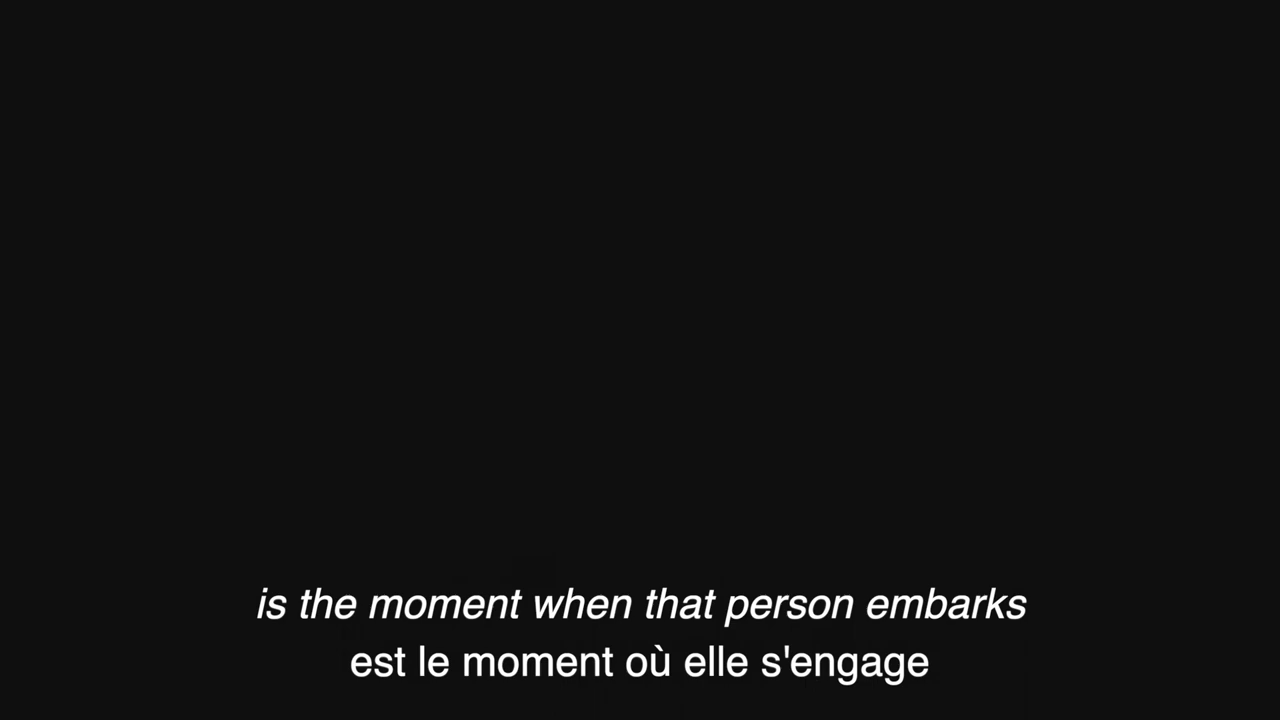 is the moment when that person embarks
est le moment où elle s'engage